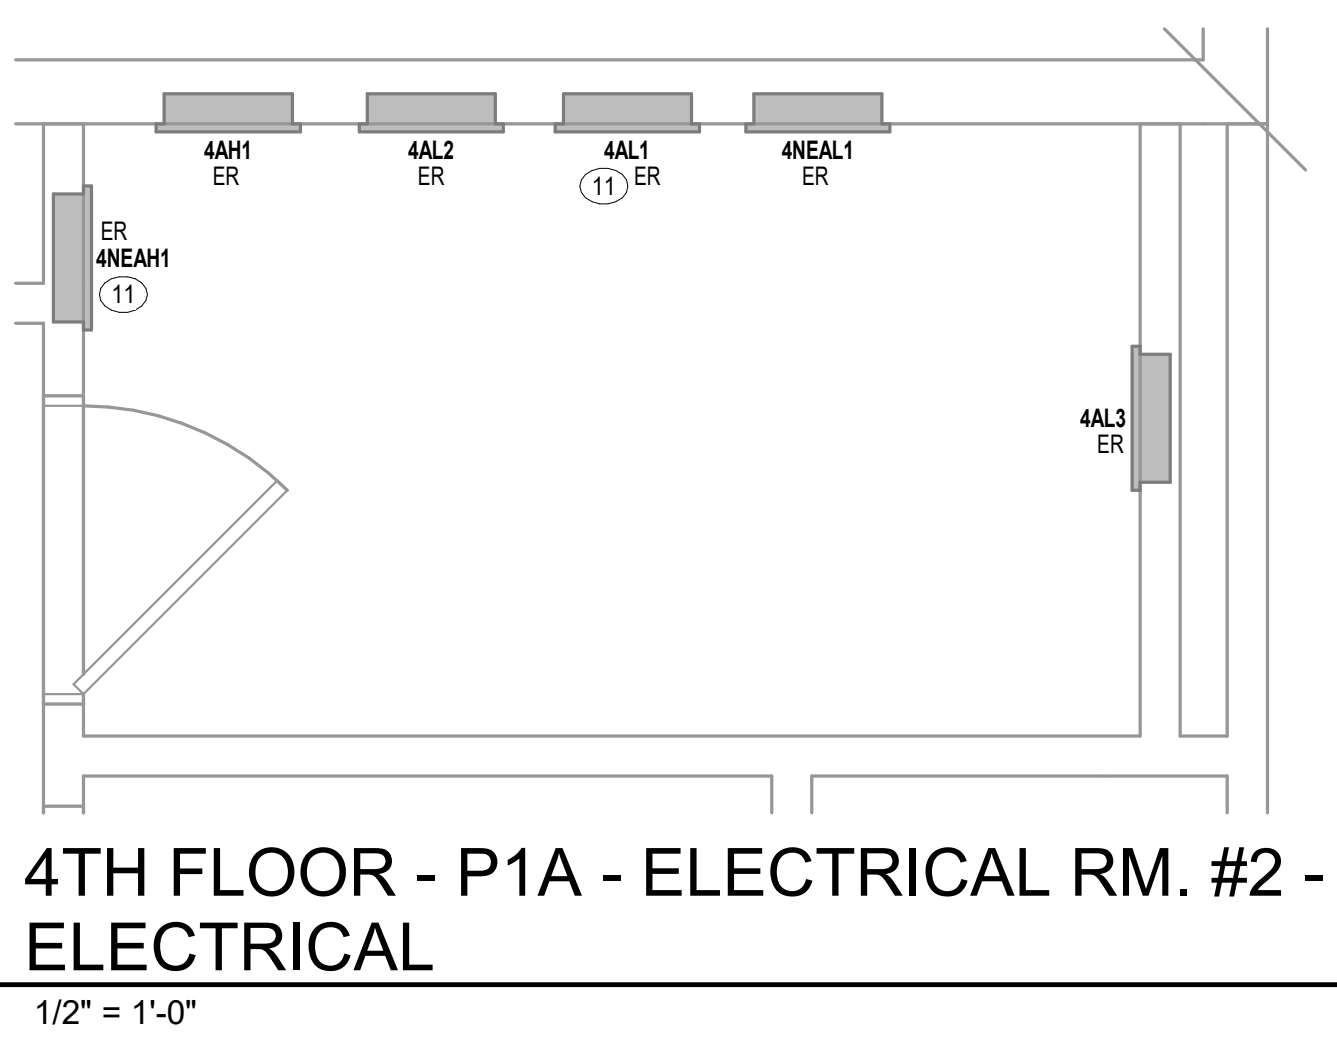 4AH1
ER
4AL2
ER
4AL1
11 ER
4NEAL1
ER
ER
4NEAH1
11
4AL3
ER
4TH FLOOR - P1A - ELECTRICAL RM. #2 -
ELECTRICAL
1/2" = 1'-0"